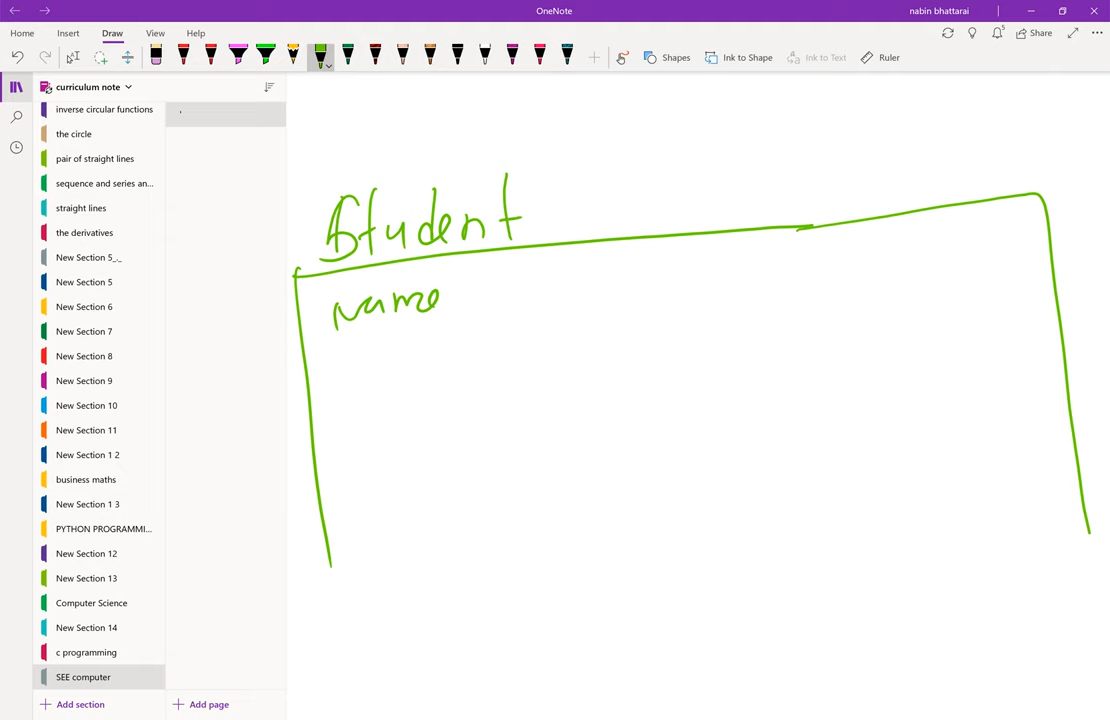 OneNote
nabin bhattarai
Home Insert Draw View Help
Share
Shapes Ink to Shape Ink to Text Ruler
curriculum note
inverse circular functions
the circle
pair of straight lines
sequence and series an...
straight lines
the derivatives
New Section 5_._
New Section 5
New Section 6
New Section 7
New Section 8
New Section 9
New Section 10
New Section 11
New Section 1 2
business maths
New Section 1 3
PYTHON PROGRAMMI...
New Section 12
New Section 13
Computer Science
New Section 14
c programming
SEE computer
Add section
Add page
Student
name